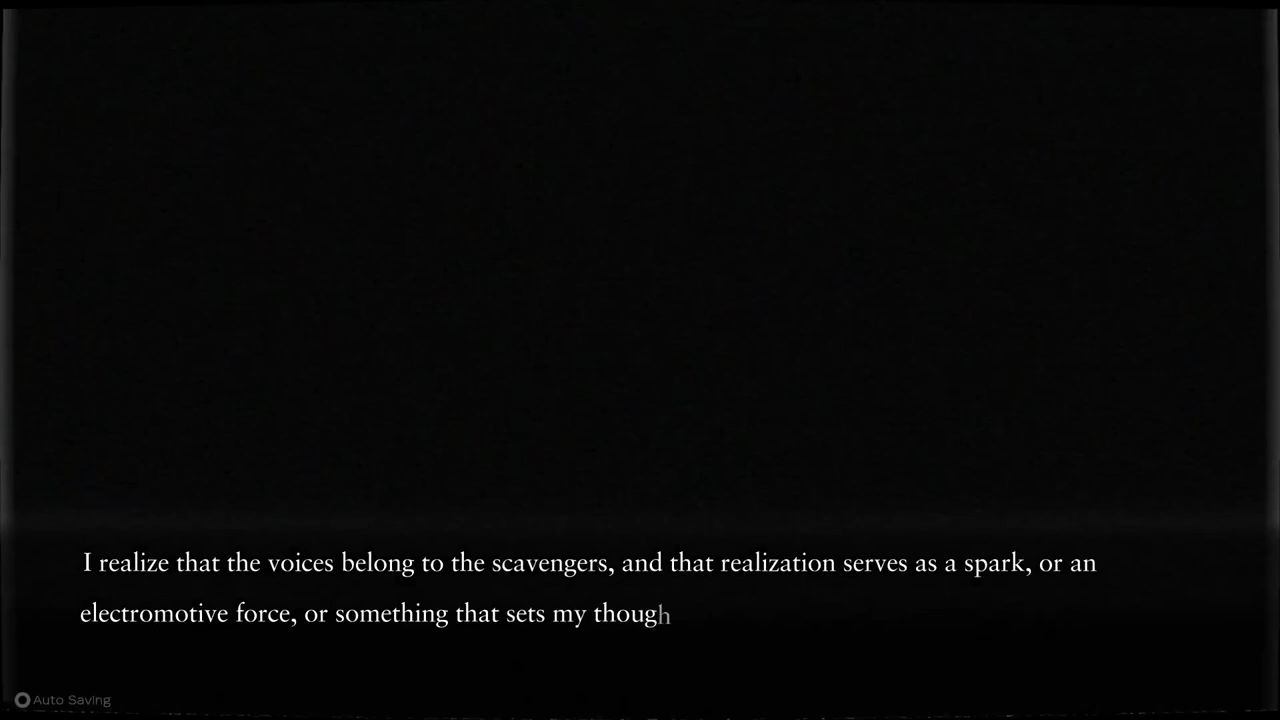 I realize that the voices belong to the scavengers, and that realization serves as a spark, or an
electromotive force, or something that sets my though
Auto Saving